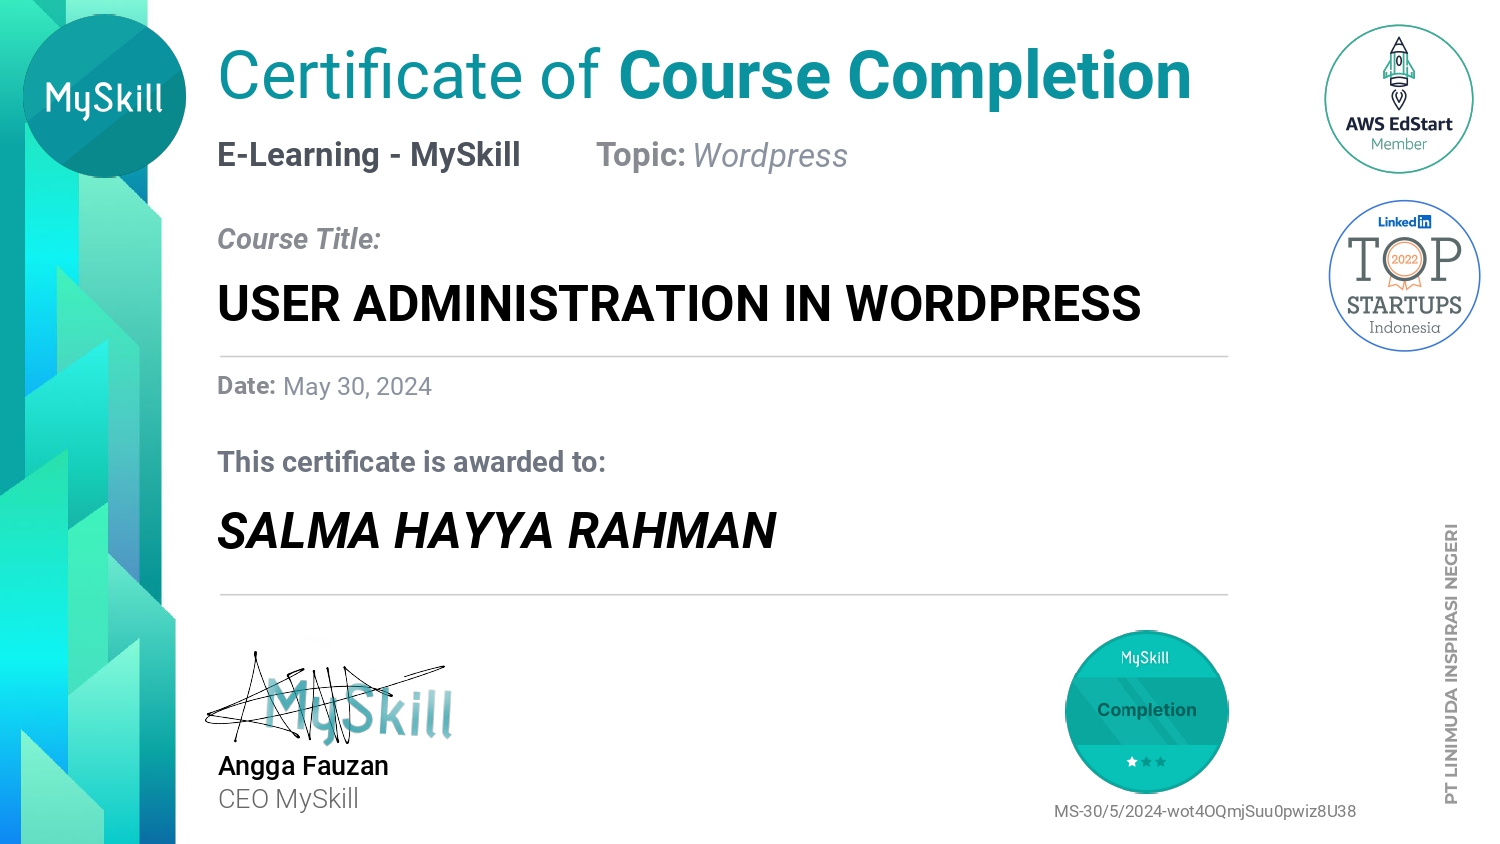 MySkill
Certificate of Course Completion
E-Learning - MySkill Topic: Wordpress
AWS EdStart
Member
Linked in
TOP
2022
STARTUPS
Indonesia
Course Title:
USER ADMINISTRATION IN WORDPRESS
Date: May 30, 2024
This certificate is awarded to:
SALMA HAYYA RAHMAN
MySkill
Angga Fauzan
CEO MySkill
MySkill
Completion
MS-30/5/2024-wot4OQmjSuu0pwiz8U38
PT LINIMUDA INSPIRASI NEGERI